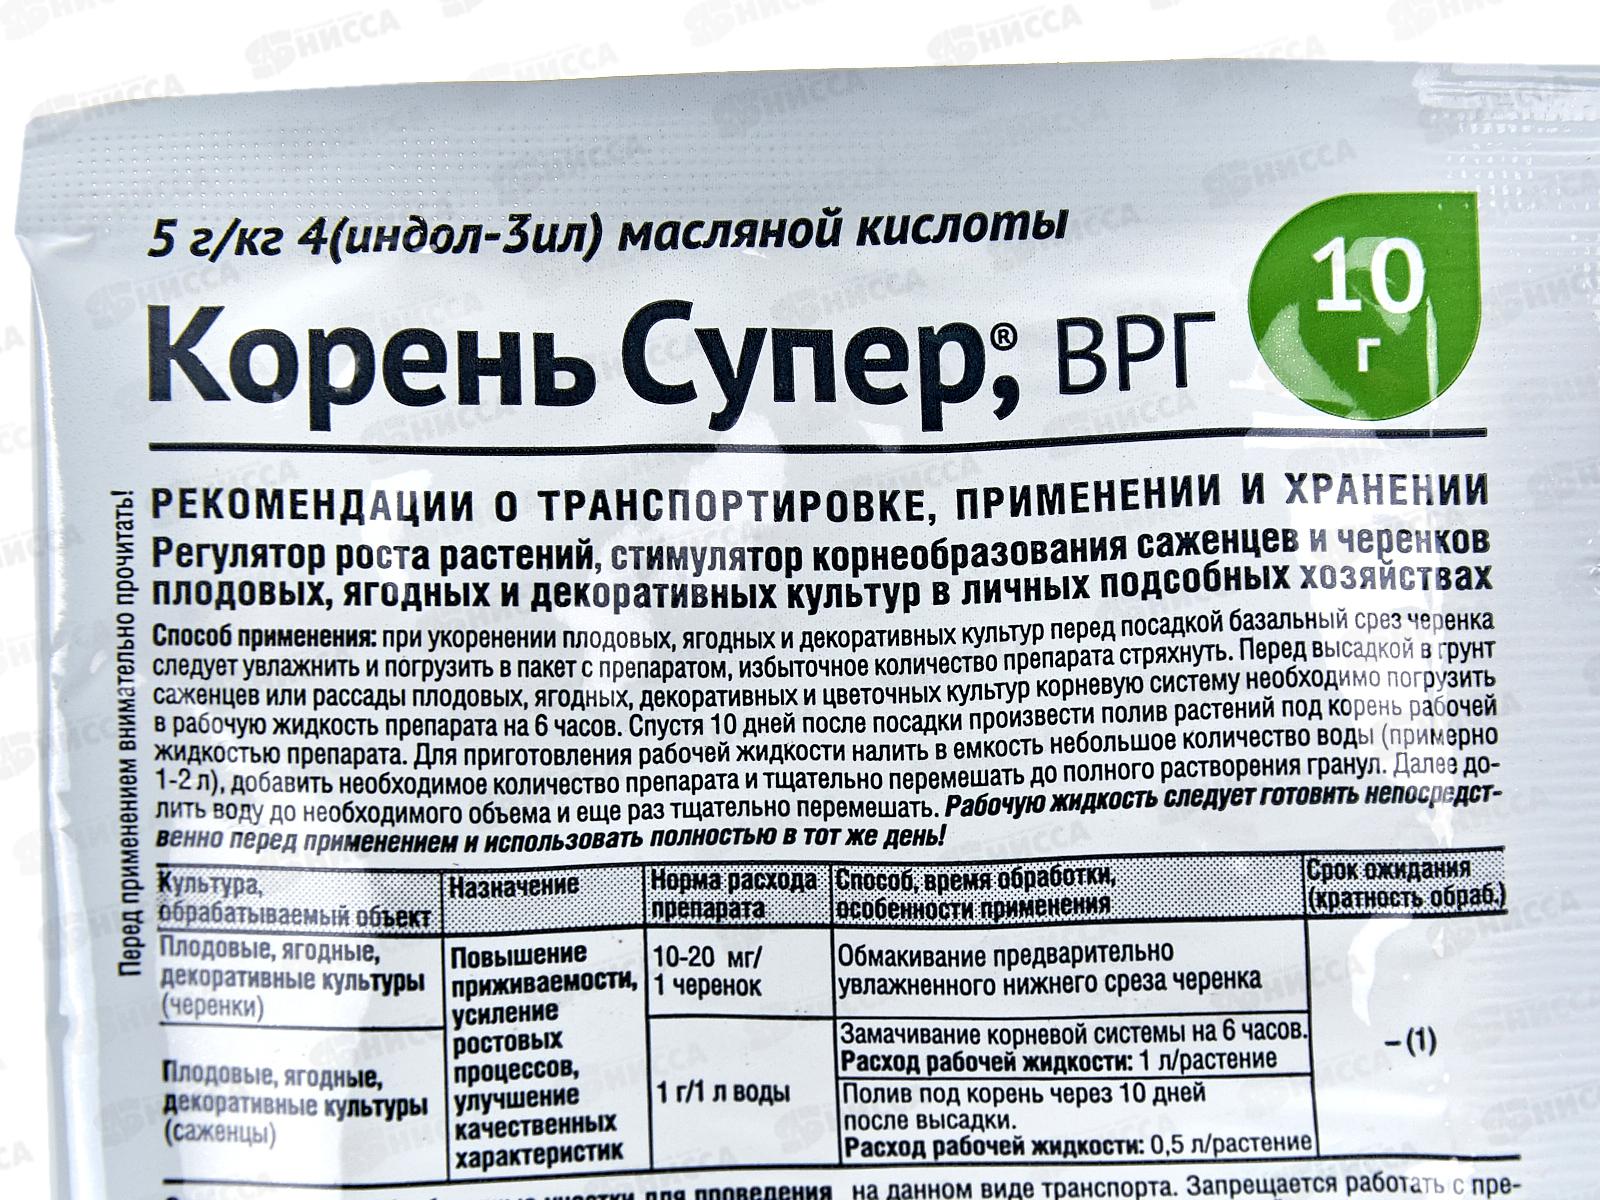 5 г/кг 4(индол-3ил) масляной кислоты
10 г
Корень Супер®, ВРГ
Перед применением внимательно прочитать!
РЕКОМЕНДАЦИИ О ТРАНСПОРТИРОВКЕ, ПРИМЕНЕНИИ И ХРАНЕНИИ
Регулятор роста растений, стимулятор корнеобразования саженцев и черенков
плодовых, ягодных и декоративных культур в личных подсобных хозяйствах
Способ применения: при укоренении плодовых, ягодных и декоративных культур перед посадкой базальный срез черенка
следует увлажнить и погрузить в пакет с препаратом, избыточное количество препарата стряхнуть. Перед высадкой в грунт
саженцев или рассады плодовых, ягодных, декоративных и цветочных культур корневую систему необходимо погрузить
в рабочую жидкость препарата на 6 часов. Спустя 10 дней после посадки произвести полив растений под корень рабочей
жидкостью препарата. Для приготовления рабочей жидкости налить в емкость небольшое количество воды (примерно
1-2 л), добавить необходимое количество препарата и тщательно перемешать до полного растворения гранул. Далее до-
лить воду до необходимого объема и еще раз тщательно перемешать. Рабочую жидкость следует готовить непосредст-
венно перед применением и использовать полностью в тот же день!
Культура,
обрабатываемый объект
Назначение
Норма расхода
препарата
Способ, время обработки,
особенности применения
Срок ожидания
(кратность обраб.)
Плодовые, ягодные,
декоративные культуры
(черенки)
Повышение
приживаемости,
усиление
ростовых
процессов,
улучшение
качественных
характеристик
10-20 мг/
1 черенок
Обмакивание предварительно
увлажненного нижнего среза черенка
– (1)
Плодовые, ягодные,
декоративные культуры
(саженцы)
1 г/1 л воды
Замачивание корневой системы на 6 часов.
Расход рабочей жидкости: 1 л/растение
Полив под корень через 10 дней
после высадки.
Расход рабочей жидкости: 0,5 л/растение
участки для проведения
на данном виде транспорта. Запрещается работать с пре-
НИССА